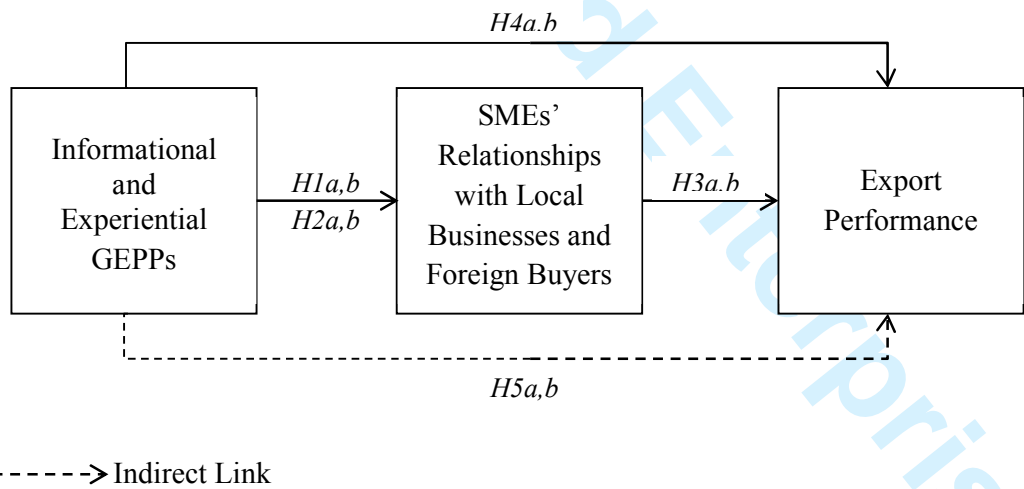 H4a,b
Informational
and
Experiential
GEPPs
H1a,b
H2a,b
SMEs’
Relationships
with Local
Businesses and
Foreign Buyers
H3a,b
Export
Performance
H5a,b
Indirect Link